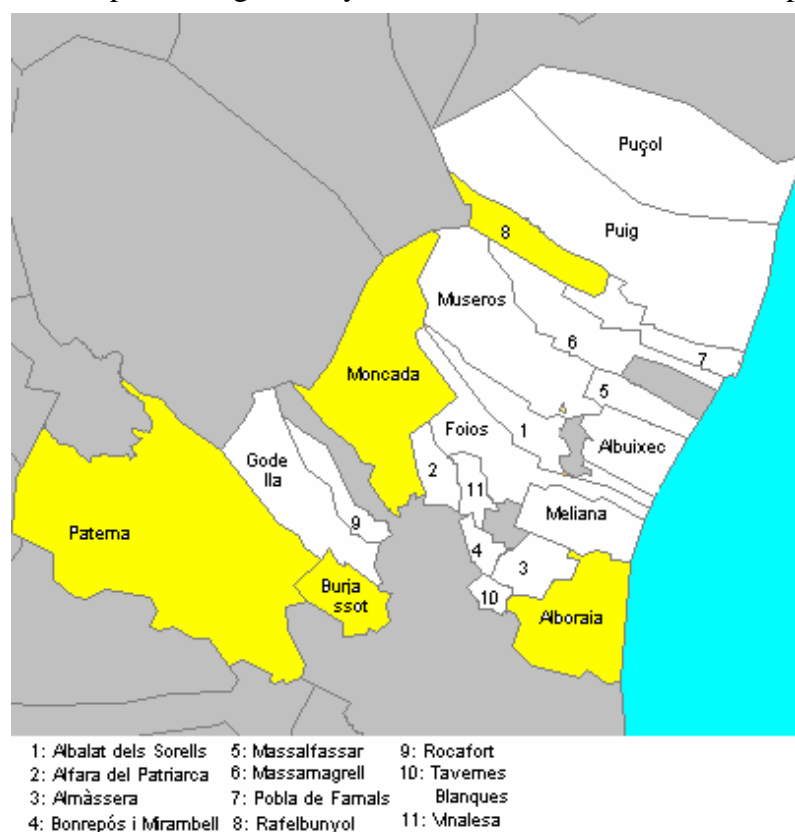 Puçol
Puig
8
Museros
6
7
Moncada
5
Foios
1
Albuixec
Gode
lla
2
11
9
Meliana
Paterna
4
3
Burja
ssot
10
Alboraia
1: Albalat dels Sorells
2: Alfara del Patriarca
3: Almàssera
4: Bonrepós i Mirambell
5: Massalfassar
6: Massamagrell
7: Pobla de Farnals
8: Rafelbunyol
9: Rocafort
10: Tavernes
Blanques
11: Vinalesa